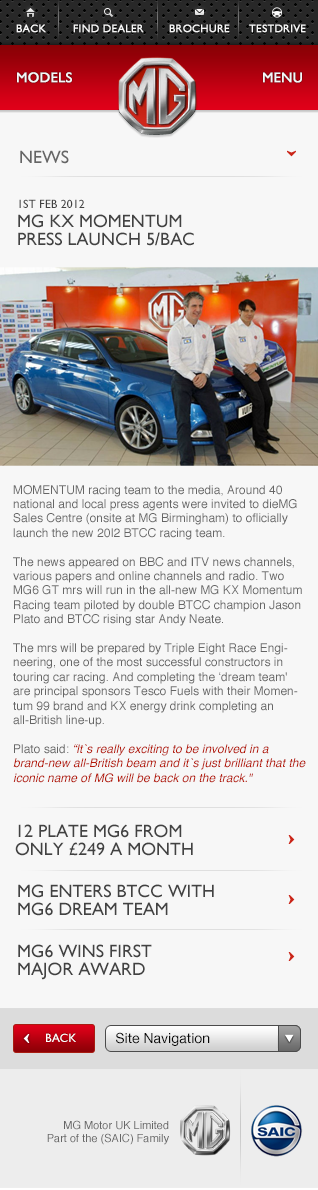 BACK FIND DEALER BROCHURE TESTDRIVE
MODELS MG MENU
NEWS
1ST FEB 2012
MG KX MOMENTUM
PRESS LAUNCH 5/BAC
MG
MOMENTUM racing team to the media, Around 40
national and local press agents were invited to dieMG
Sales Centre (onsite at MG Birmingham) to oflicially
launch the new 20I2 BTCC racing team.
The news appeared on BBC and ITV news channels,
various papers and online channels and radio. Two
MG6 GT mrs will run in the all-new MG KX Momentum
Racing team piloted by double BTCC champion Jason
Plato and BTCC rising star Andy Neate.
The mrs will be prepared by Triple Eight Race Engi-
neering, one of the most successful constructors in
touring car racing. And completing the ‘dream team'
are principal sponsors Tesco Fuels with their Momen-
tum 99 brand and KX energy drink completing an
all-British line-up.
Plato said: “It`s really exciting to be involved in a
brand-new all-British beam and it`s just brilliant that the
iconic name of MG will be back on the track."
12 PLATE MG6 FROM
ONLY £249 A MONTH
MG ENTERS BTCC WITH
MG6 DREAM TEAM
MG6 WINS FIRST
MAJOR AWARD
BACK Site Navigation
MG Motor UK Limited
Part of the (SAIC) Family
MG SAIC